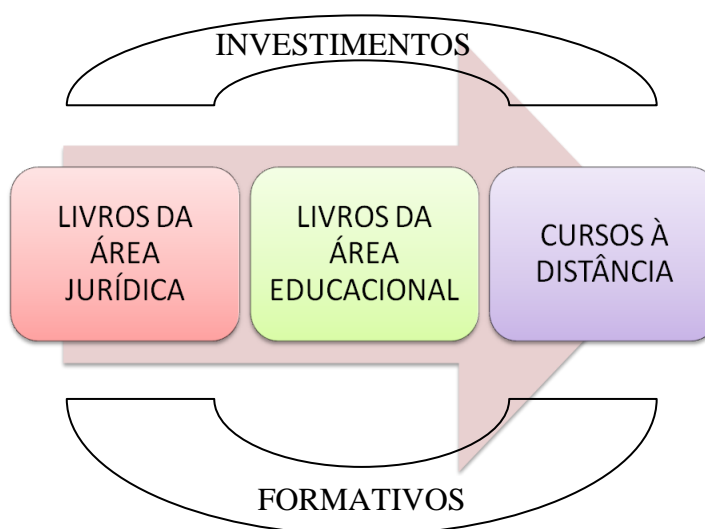 INVESTIMENTOS
LIVROS DA
ÁREA
JURÍDICA
LIVROS DA
ÁREA
EDUCACIONAL
CURSOS À
DISTÂNCIA
FORMATIVOS